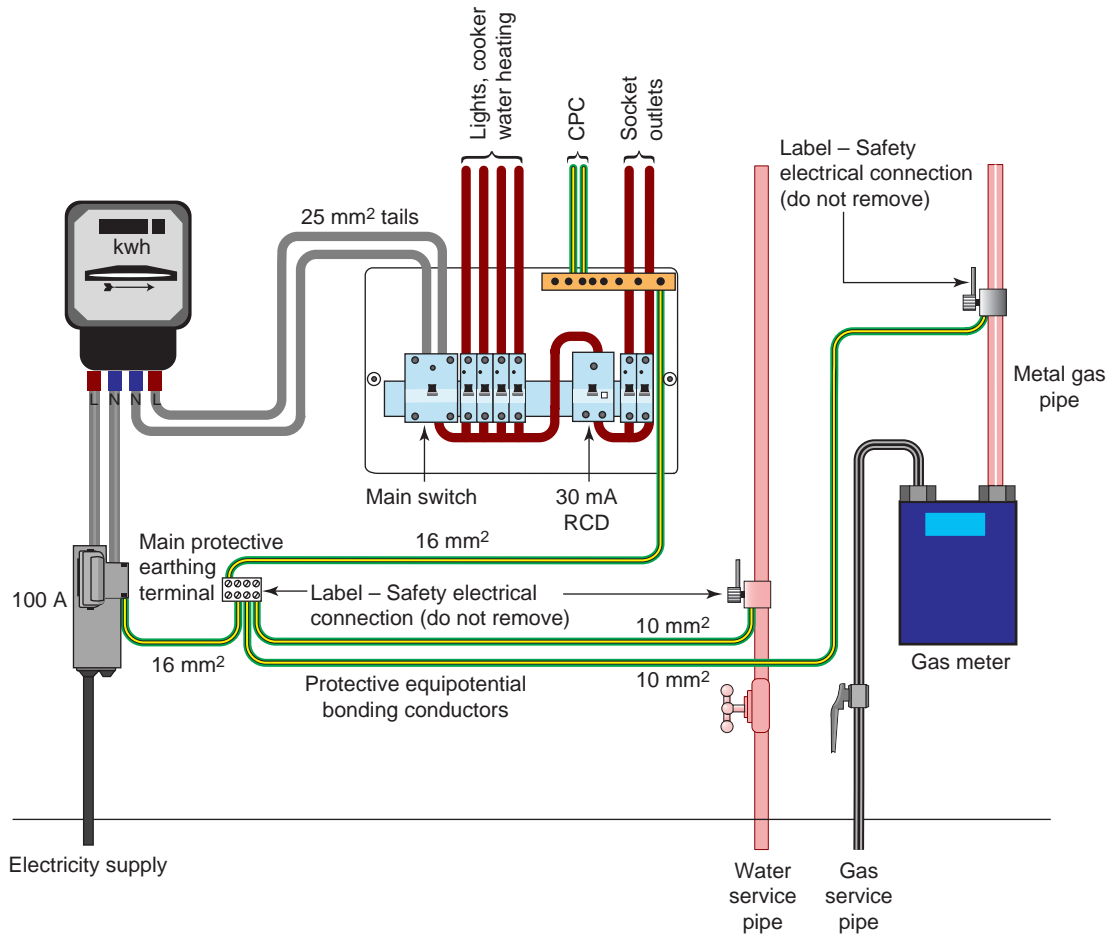 Lights, cooker
water heating
CPC
Socket
outlets
Label – Safety
electrical connection
(do not remove)
25 mm²tails
kwh
L N N L
Metal gas
pipe
Main switch
30 mA
RCD
16 mm²
Main protective
earthing
terminal
100 A
Label – Safety electrical
connection (do not remove)
10 mm²
16 mm²
Gas meter
Protective equipotential
bonding conductors
10 mm²
Electricity supply
Water
service
pipe
Gas
service
pipe